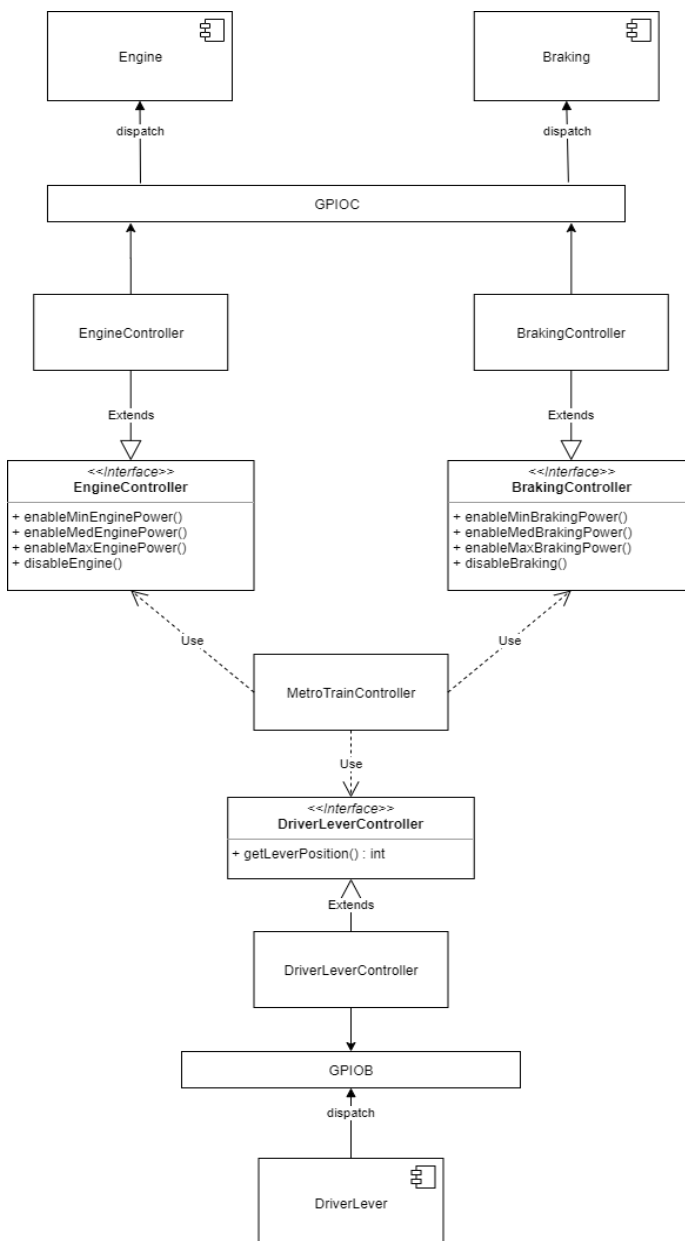 Engine
Braking
dispatch
dispatch
GPIOC
EngineController
BrakingController
Extends
Extends
<<Interface>>
EngineController
+ enableMinEnginePower()
+ enableMedEnginePower()
+ enableMaxEnginePower()
+ disableEngine()
<<Interface>>
BrakingController
+ enableMinBrakingPower()
+ enableMedBrakingPower()
+ enableMaxBrakingPower()
+ disableBraking()
Use
Use
MetroTrainController
Use
<<Interface>>
DriverLeverController
+ getLeverPosition() : int
Extends
DriverLeverController
GPIOB
dispatch
DriverLever